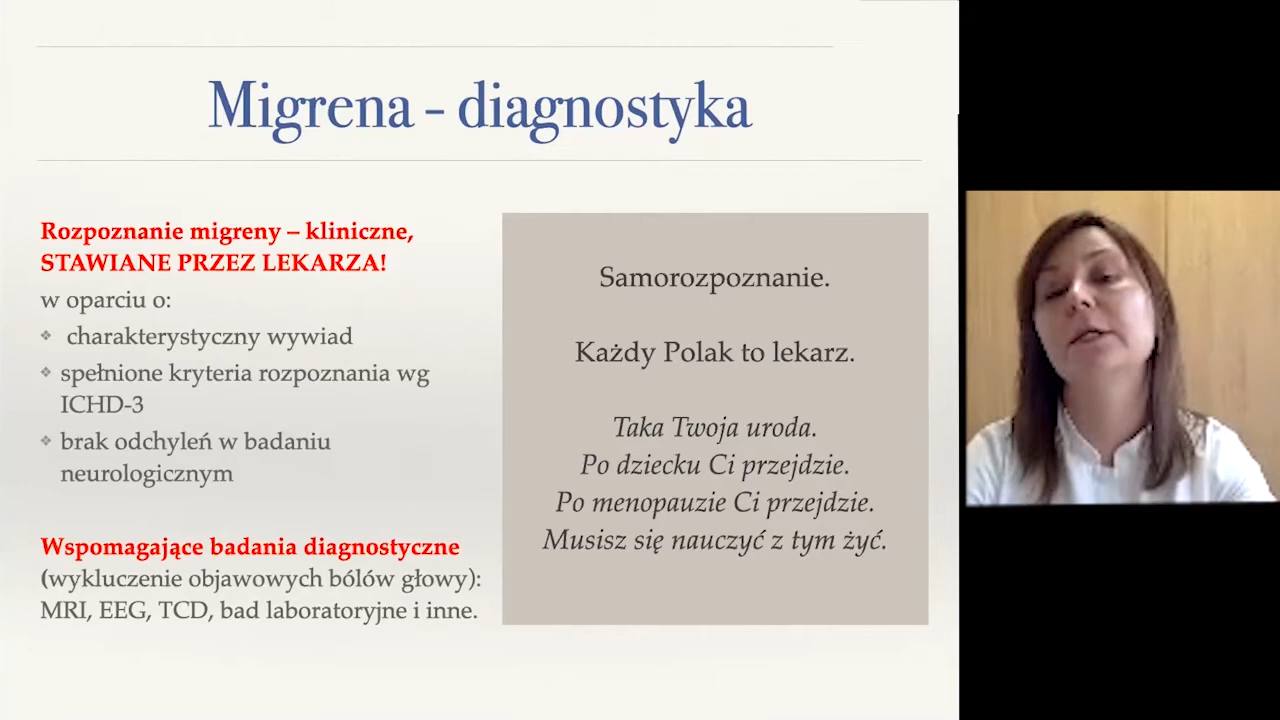 Migrena - diagnostyka
Rozpoznanie migreny – kliniczne,
STAWIANE PRZEZ LEKARZA!
w oparciu o:
❖ charakterystyczny wywiad
❖ spełnione kryteria rozpoznania wg
ICHD-3
❖ brak odchyleń w badaniu
neurologicznym
Wspomagające badania diagnostyczne
(wykluczenie objawowych bólów głowy):
MRI, EEG, TCD, bad laboratoryjne i inne.
Samorozpoznanie.
Każdy Polak to lekarz.
Taka Twoja uroda.
Po dziecku Ci przejdzie.
Po menopauzie Ci przejdzie.
Musisz się nauczyć z tym żyć.